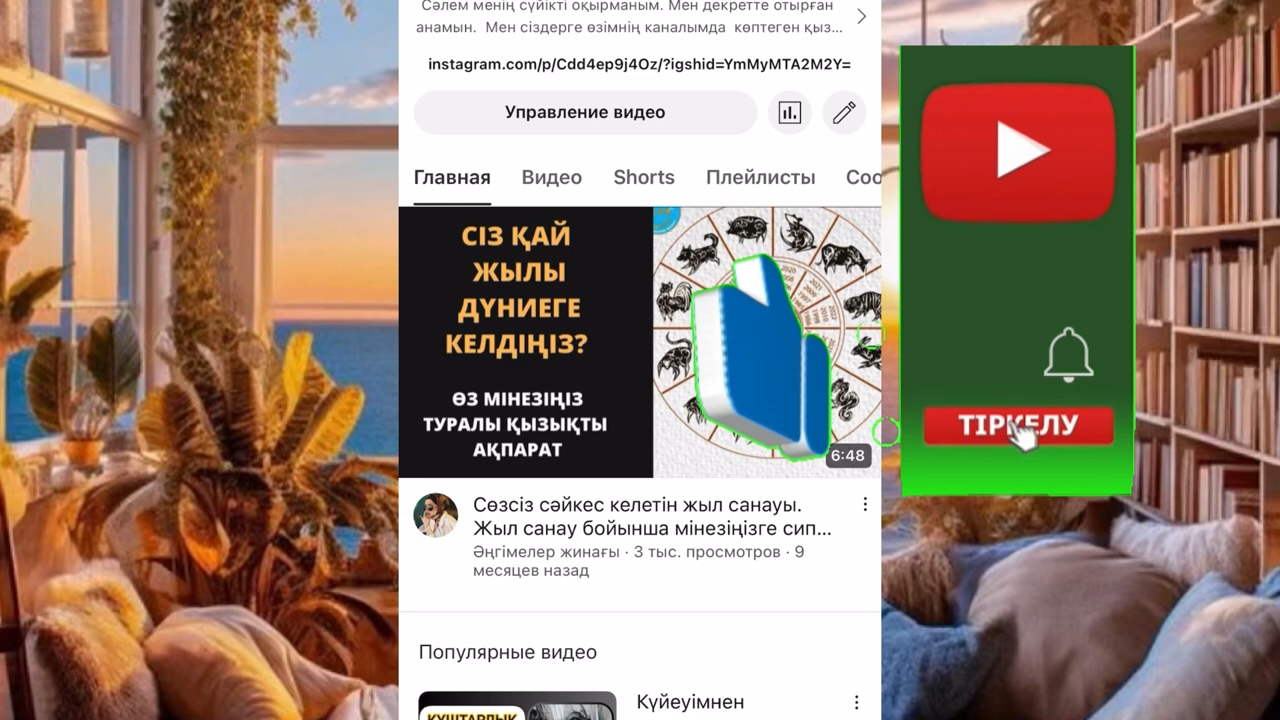 Сәлем менің сүйікті оқырманым. Мен декретте отырған
анамын. Мен сіздерге өзімнің каналымда көптеген қыз...
instagram.com/p/Cdd4ep9j4Oz/?igshid=YmMyMTA2M2Y=
Управление видео
Главная Видео Shorts Плейлисты Соо
СІЗ ҚАЙ
ЖЫЛЫ
ДҮНИЕГЕ
КЕЛДІҢІЗ?
ӨЗ МІНЕЗІҢІЗ
ТУРАЛЫ ҚЫЗЫҚТЫ
АҚПАРАТ
6:48
ТІРКЕЛУ
Сөзсіз сәйкес келетін жыл санауы.
Жыл санау бойынша мінезіңізге сип...
Әңгімелер жинағы · 3 тыс. просмотров · 9
месяцев назад
Популярные видео
Күйеуімнен
ҚҰШТАРЛЫҚ